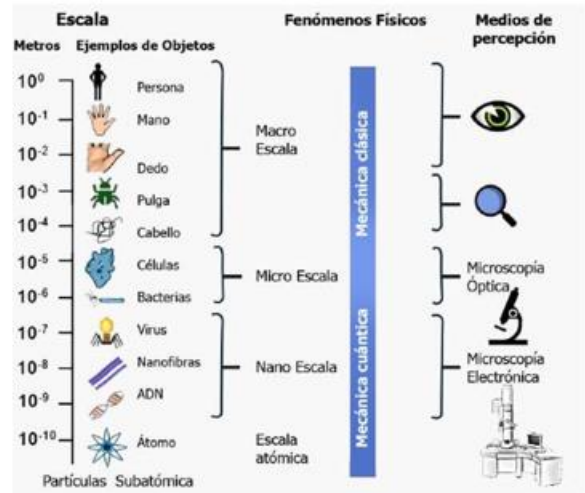 Escala
Fenómenos Físicos
Medios de
percepción
Metros
Ejemplos de Objetos
10⁰
Persona
10⁻¹
Mano
10⁻²
Dedo
10⁻³
Pulga
10⁻⁴
Cabello
10⁻⁵
Células
10⁻⁶
Bacterias
10⁻⁷
Virus
10⁻⁸
Nanofibras
10⁻⁹
ADN
10⁻¹⁰
Átomo
Partículas Subatómica
Macro
Escala
Micro Escala
Nano Escala
Escala
atómica
Mecánica clásica
Mecánica cuántica
Microscopía
Óptica
Microscopía
Electrónica